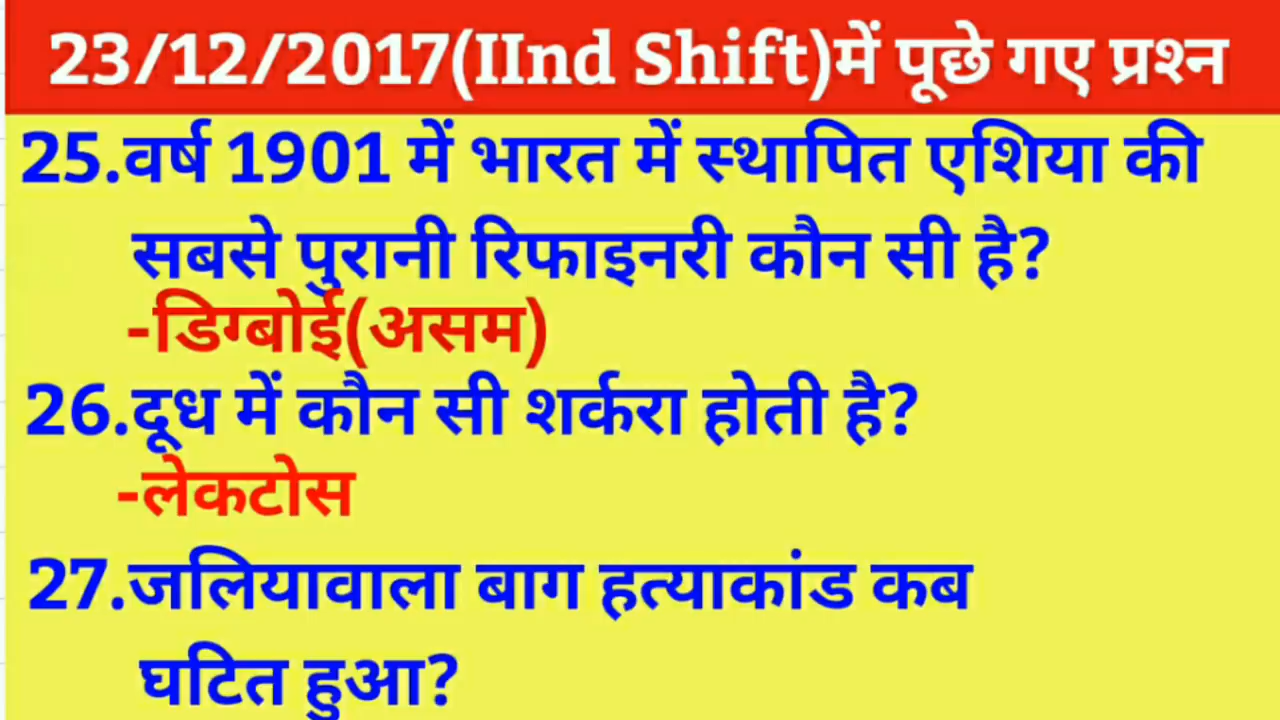 23/12/2017(IInd Shift)में पूछे गए प्रश्न
25.वर्ष 1901 में भारत में स्थापित एशिया की
सबसे पुरानी रिफाइनरी कौन सी है?
-डिग्बोई(असम)
26.दूध में कौन सी शर्करा होती है?
-लेकटोस
27.जलियावाला बाग हत्याकांड कब
घटित हुआ?